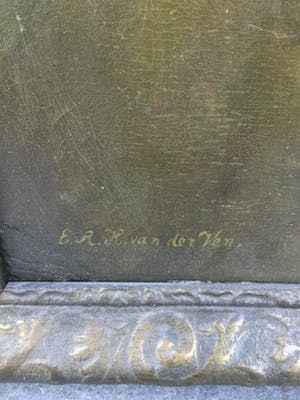 E. A. H. van der Ven.